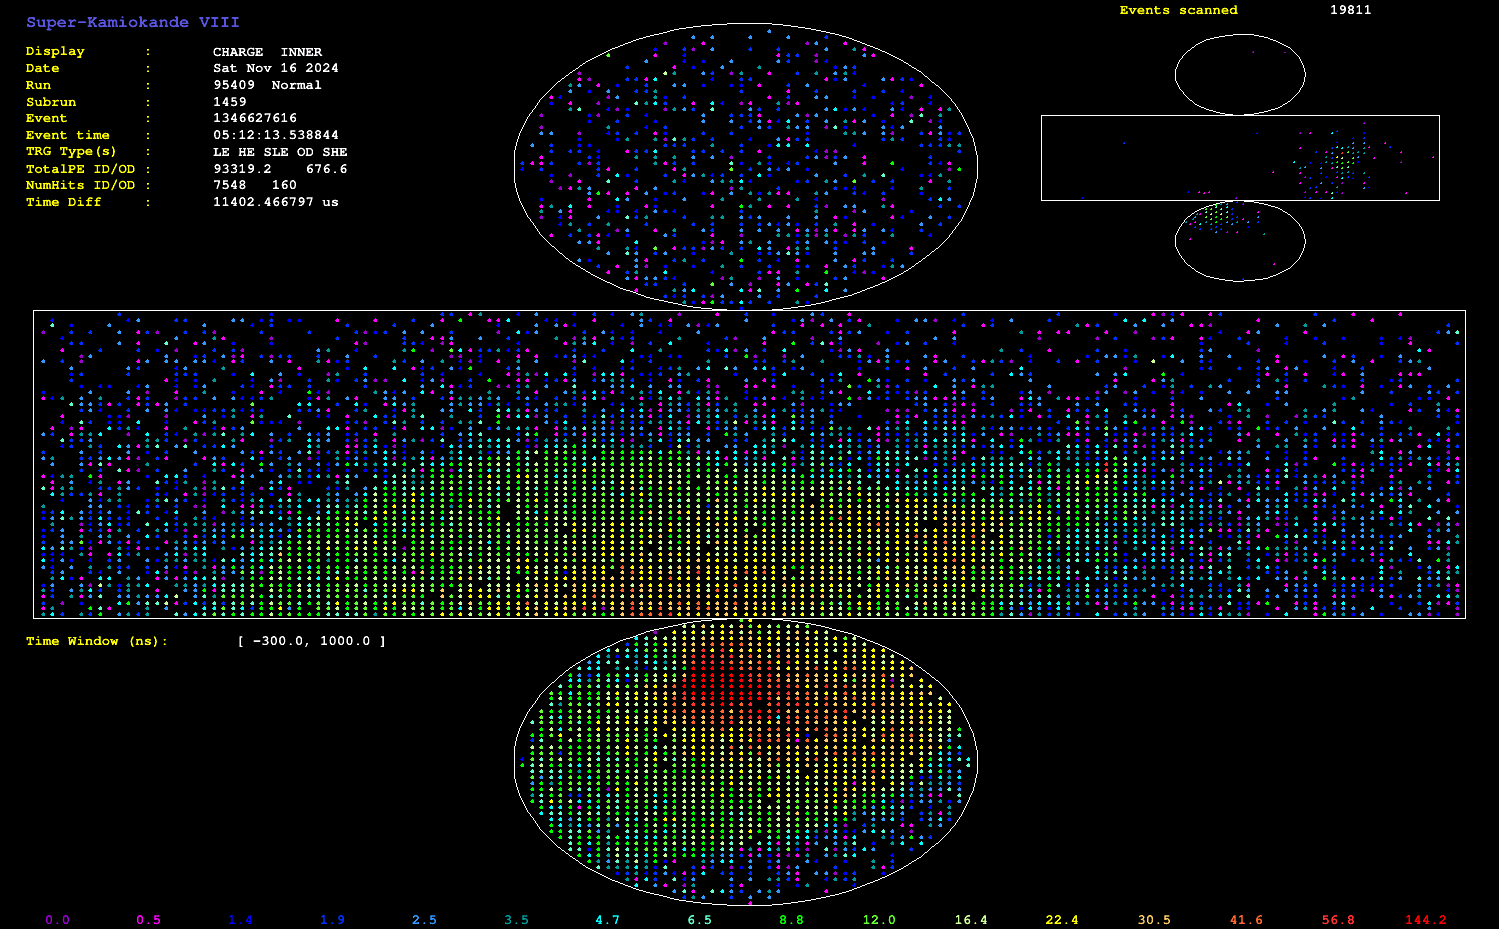 Super-Kamiokande VIII
Events scanned 19811
Display : CHARGE INNER
Date : Sat Nov 16 2024
Run : 95409 Normal
Subrun : 1459
Event : 1346627616
Event time : 05:12:13.538844
TRG Type(s) : LE HE SLE OD SHE
TotalPE ID/OD : 93319.2 676.6
NumHits ID/OD : 7548 160
Time Diff : 11402.466797 us
Time Window (ns): [ -300.0, 1000.0 ]
0.0 0.5 1.4 1.9 2.5 3.5 4.7 6.5 8.8 12.0 16.4 22.4 30.5 41.6 56.8 144.2